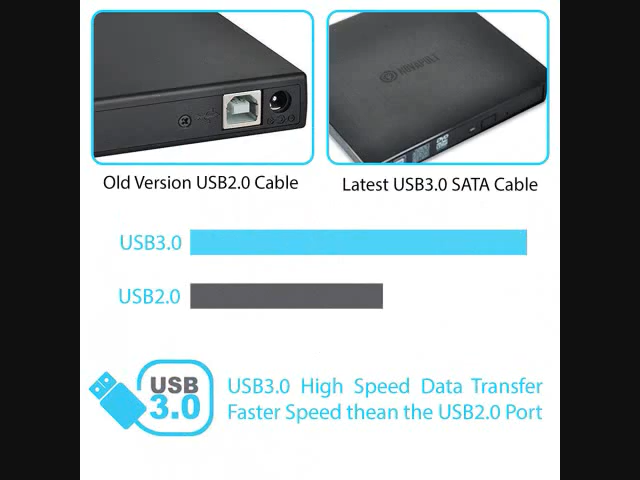 NOVAPULT
Old Version USB2.0 Cable
Latest USB3.0 SATA Cable
USB3.0
USB2.0
USB
3.0
USB3.0 High Speed Data Transfer
Faster Speed thean the USB2.0 Port